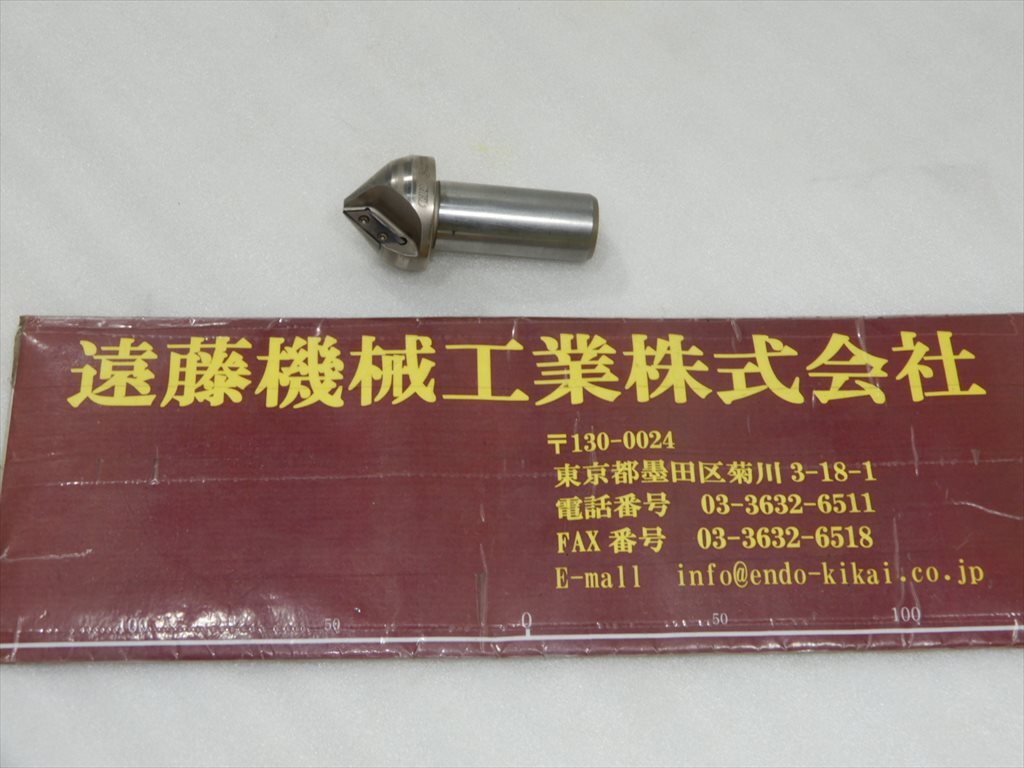 遠藤機械工業株式会社
〒130-0024
東京都墨田区菊川 3-18-1
電話番号 03-3632-6511
FAX 番号 03-3632-6518
E-mall info@endo-kikai.co.jp
100 50 0 50 100